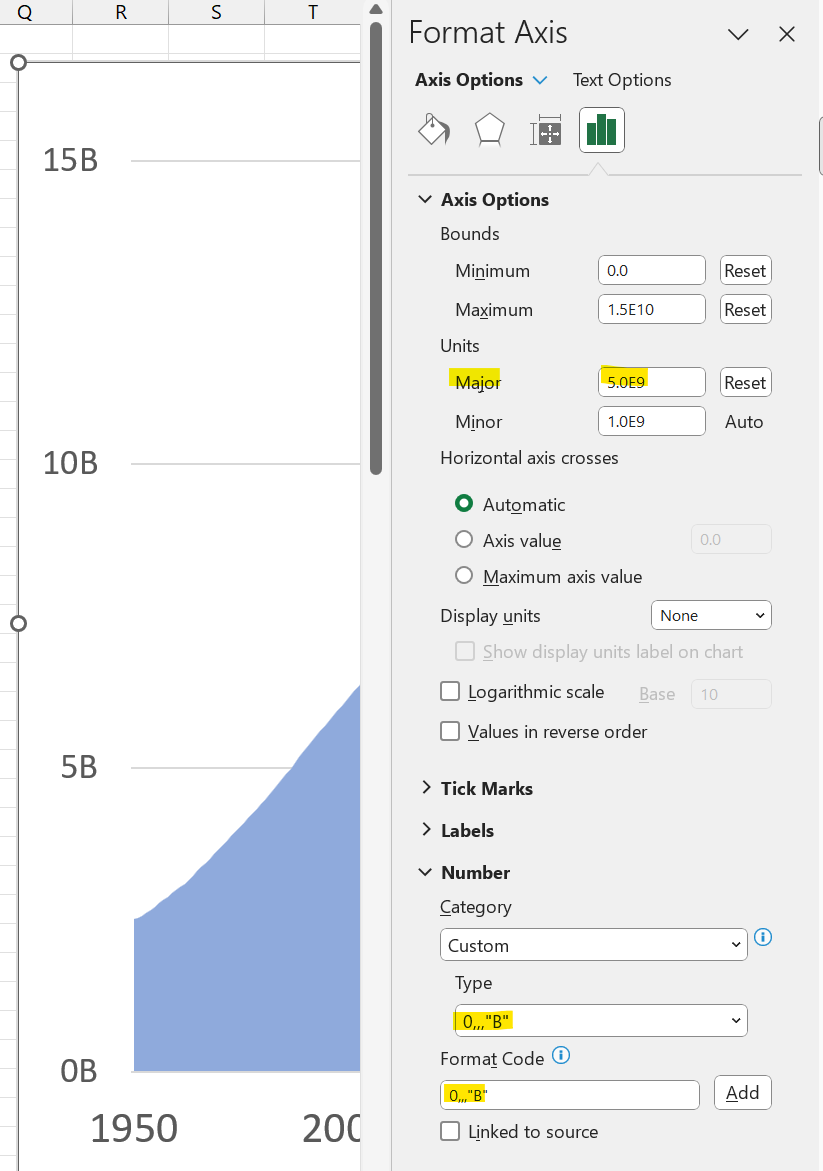 Q R S T
15B
10B
5B
0B
1950 200
Format Axis
Axis Options Text Options
Axis Options
Bounds
Minimum 0.0 Reset
Maximum 1.5E10 Reset
Units
Major 5.0E9 Reset
Minor 1.0E9 Auto
Horizontal axis crosses
Automatic
Axis value 0.0
Maximum axis value
Display units None
Show display units label on chart
Logarithmic scale Base 10
Values in reverse order
Tick Marks
Labels
Number
Category
Custom
Type
0,,,"B"
Format Code
0,,,"B" Add
Linked to source